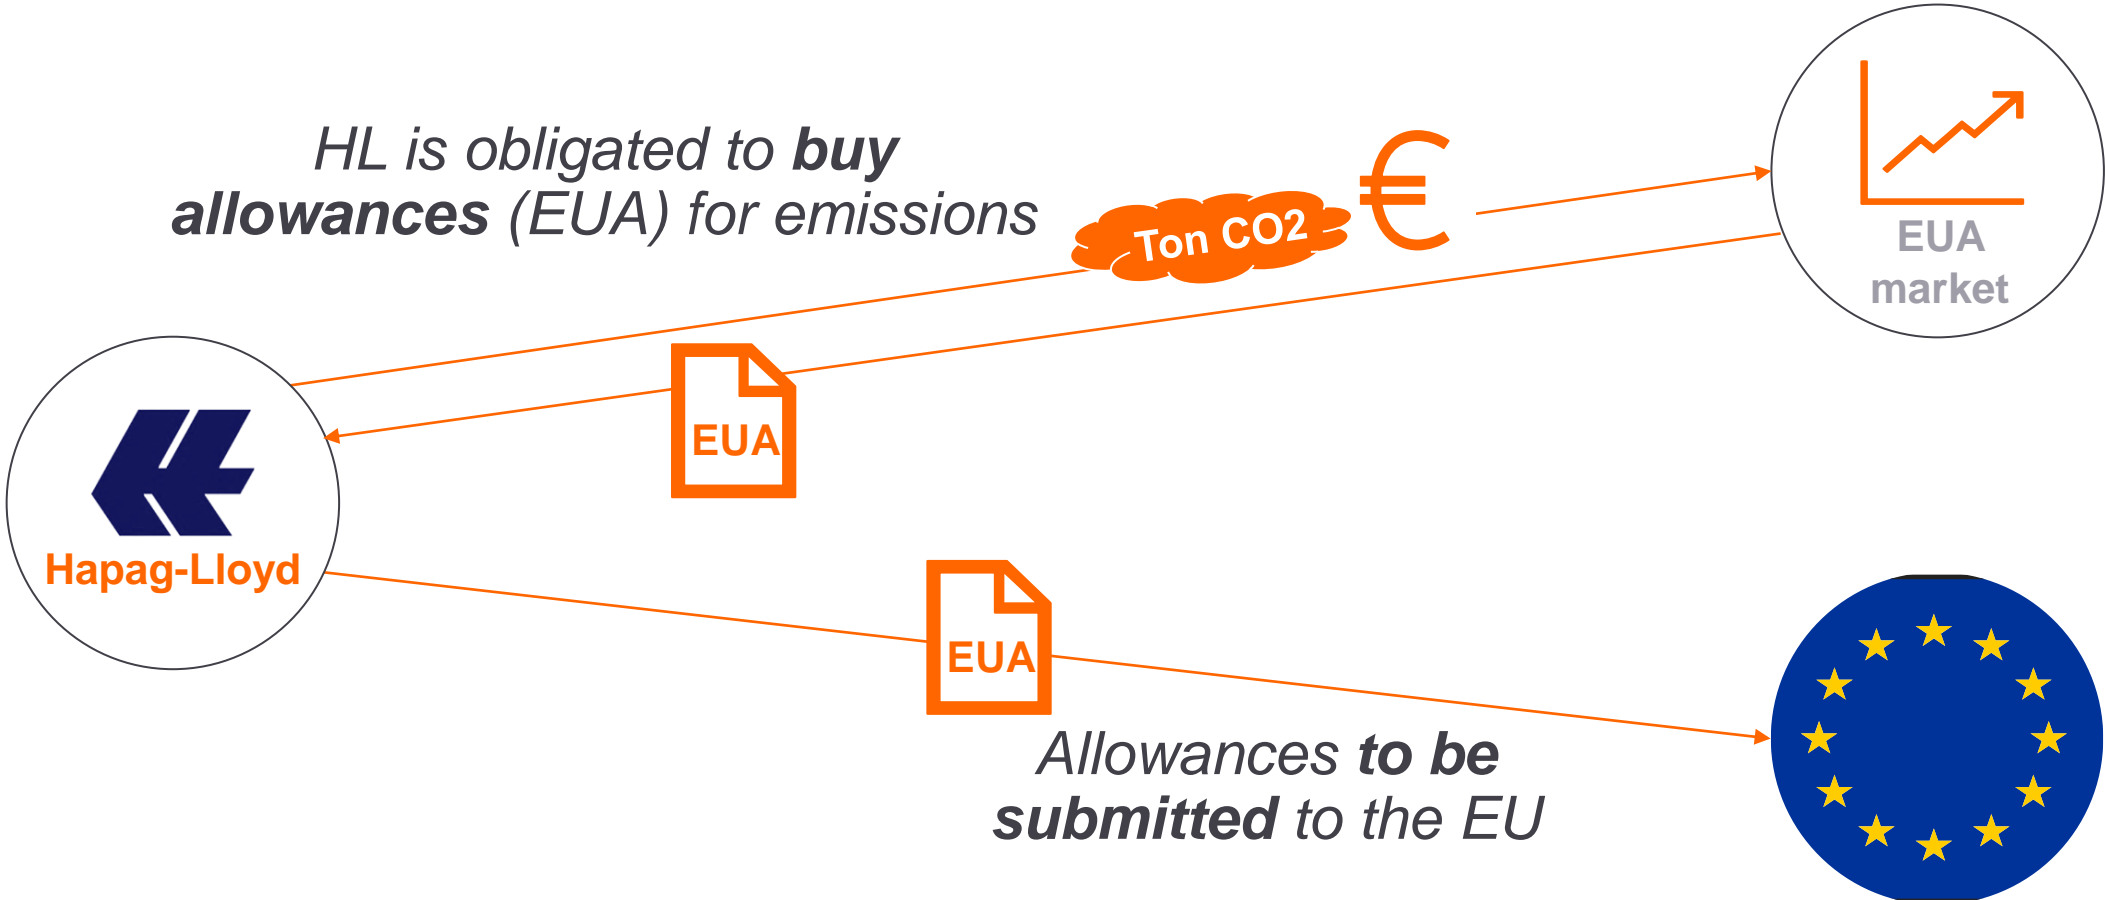 HL is obligated to buy
allowances (EUA) for emissions
Ton CO2 €
EUA
market
EUA
Hapag-Lloyd
EUA
Allowances to be
submitted to the EU